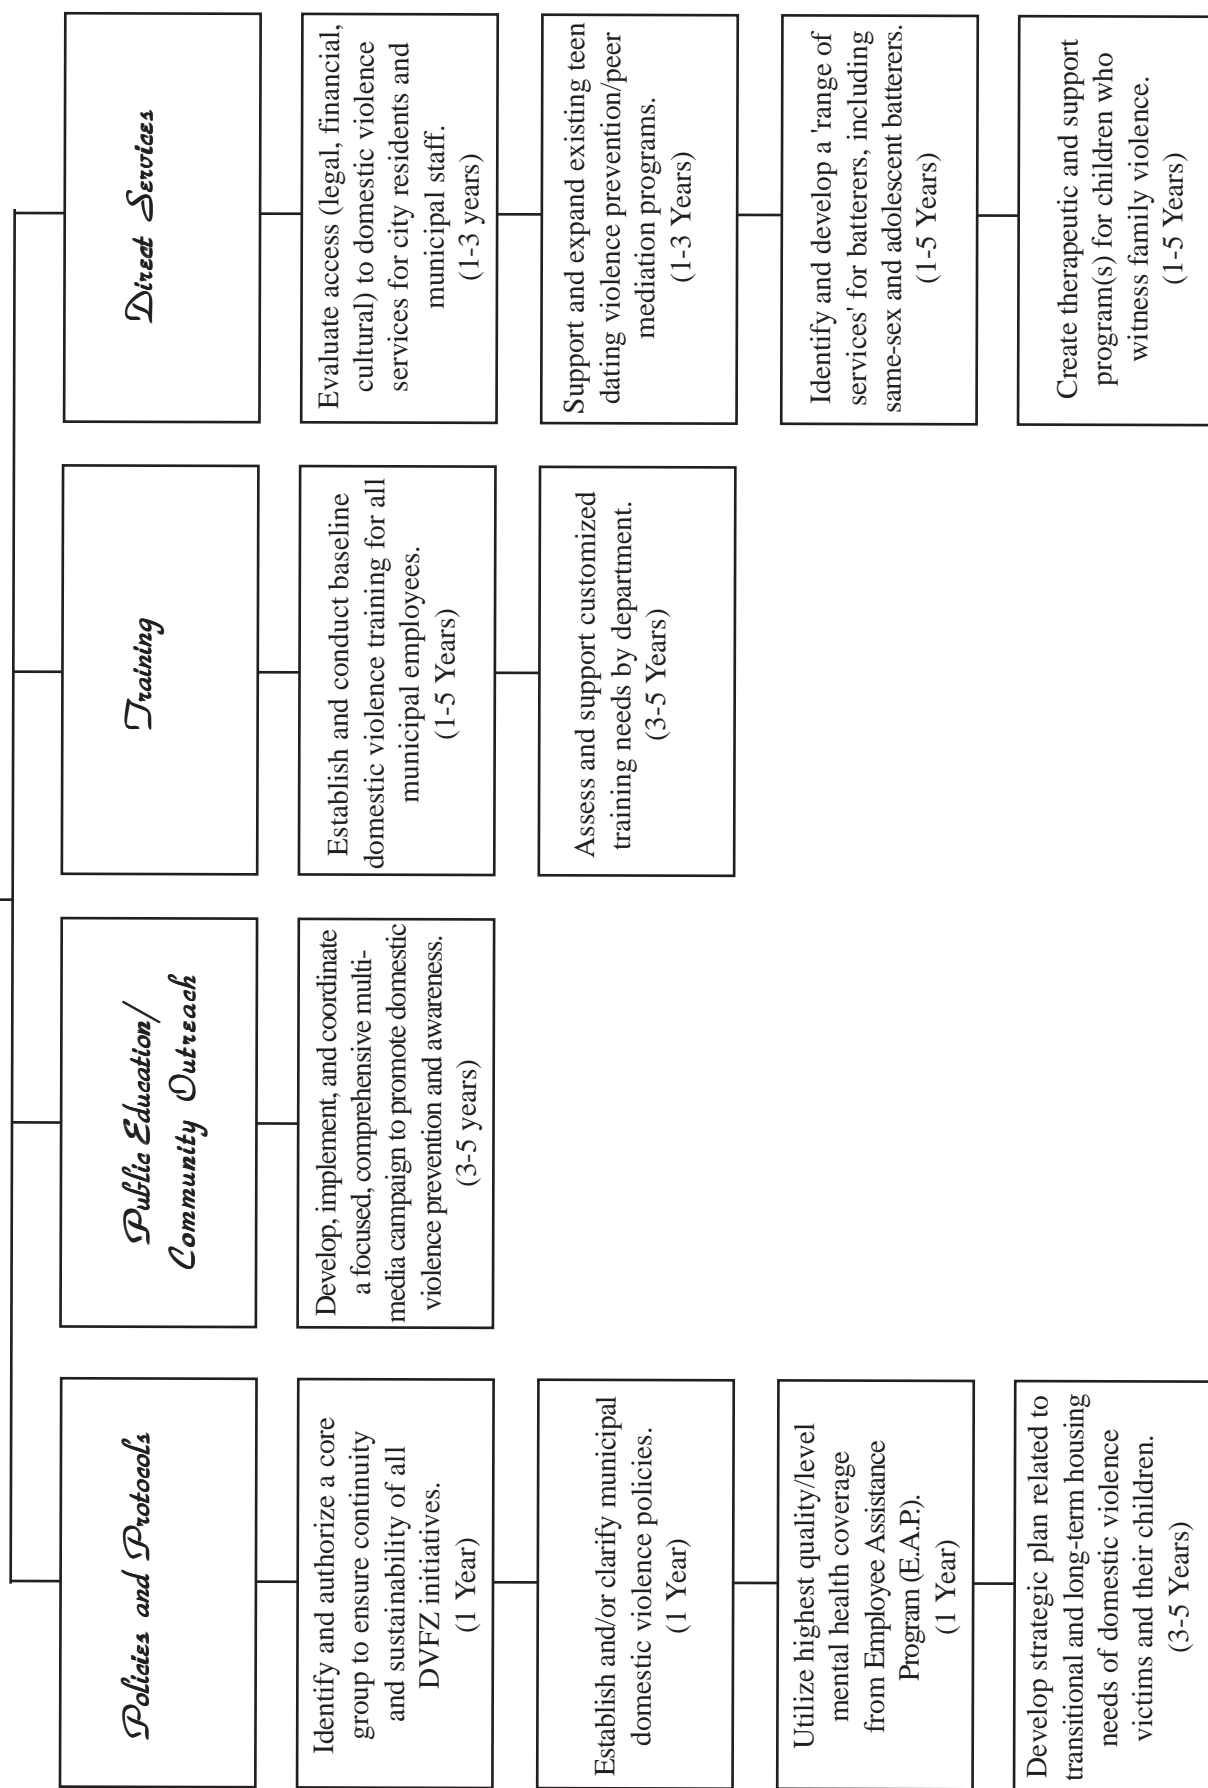 Policies and Protocols
Identify and authorize a core
group to ensure continuity
and sustainability of all
DVFZ initiatives.
(1 Year)
Establish and/or clarify municipal
domestic violence policies.
(1 Year)
Utilize highest quality/level
mental health coverage
from Employee Assistance
Program (E.A.P.).
(1 Year)
Develop strategic plan related to
transitional and long-term housing
needs of domestic violence
victims and their children.
(3-5 Years)
Public Education/
Community Outreach
Develop, implement, and coordinate
a focused, comprehensive multi-
media campaign to promote domestic
violence prevention and awareness.
(3-5 years)
Training
Establish and conduct baseline
domestic violence training for all
municipal employees.
(1-5 Years)
Assess and support customized
training needs by department.
(3-5 Years)
Direct Services
Evaluate access (legal, financial,
cultural) to domestic violence
services for city residents and
municipal staff.
(1-3 years)
Support and expand existing teen
dating violence prevention/peer
mediation programs.
(1-3 Years)
Identify and develop a 'range of
services' for batterers, including
same-sex and adolescent batterers.
(1-5 Years)
Create therapeutic and support
program(s) for children who
witness family violence.
(1-5 Years)